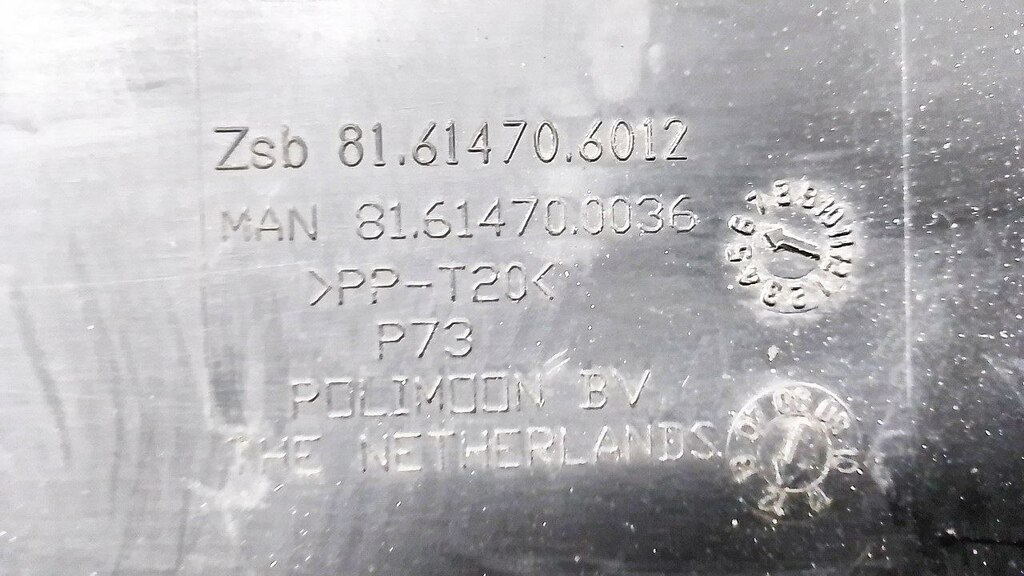 Zsb 81.61470.6012
MAN 81.61470.0036
>PP-T20<
P73
POLIMOON BV
THE NETHERLANDS